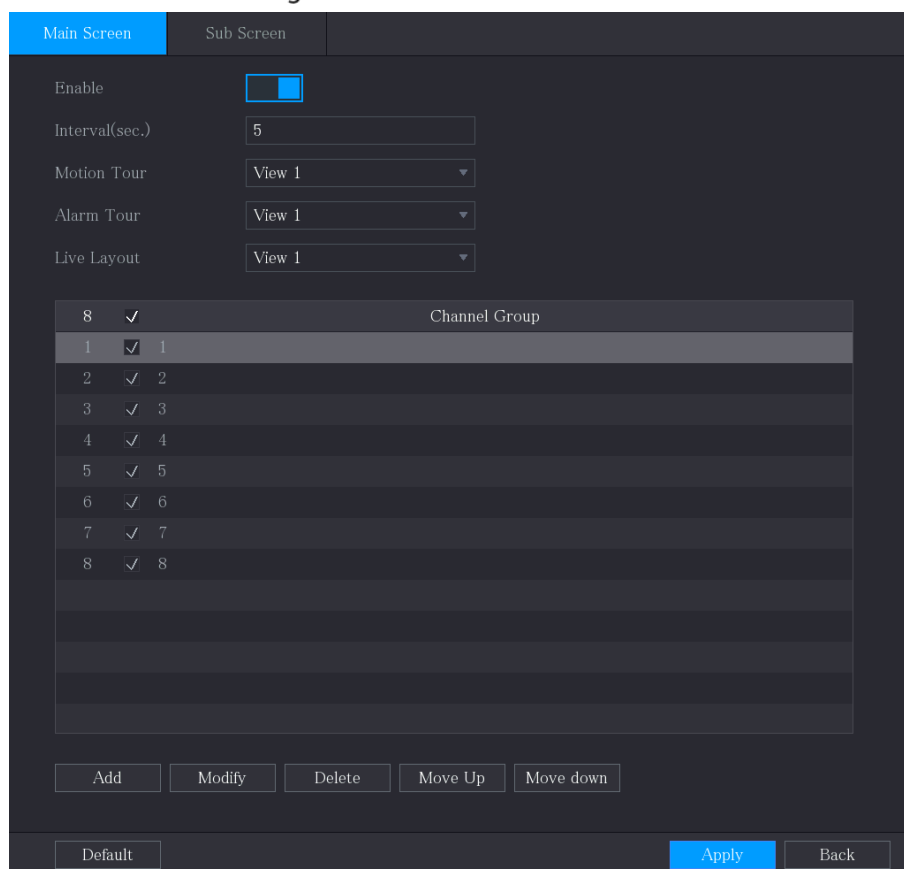 Main Screen Sub Screen
Enable
Interval(sec.) 5
Motion Tour View 1
Alarm Tour View 1
Live Layout View 1
8 Channel Group
1 1
2 2
3 3
4 4
5 5
6 6
7 7
8 8
Add Modify Delete Move Up Move down
Default Apply Back